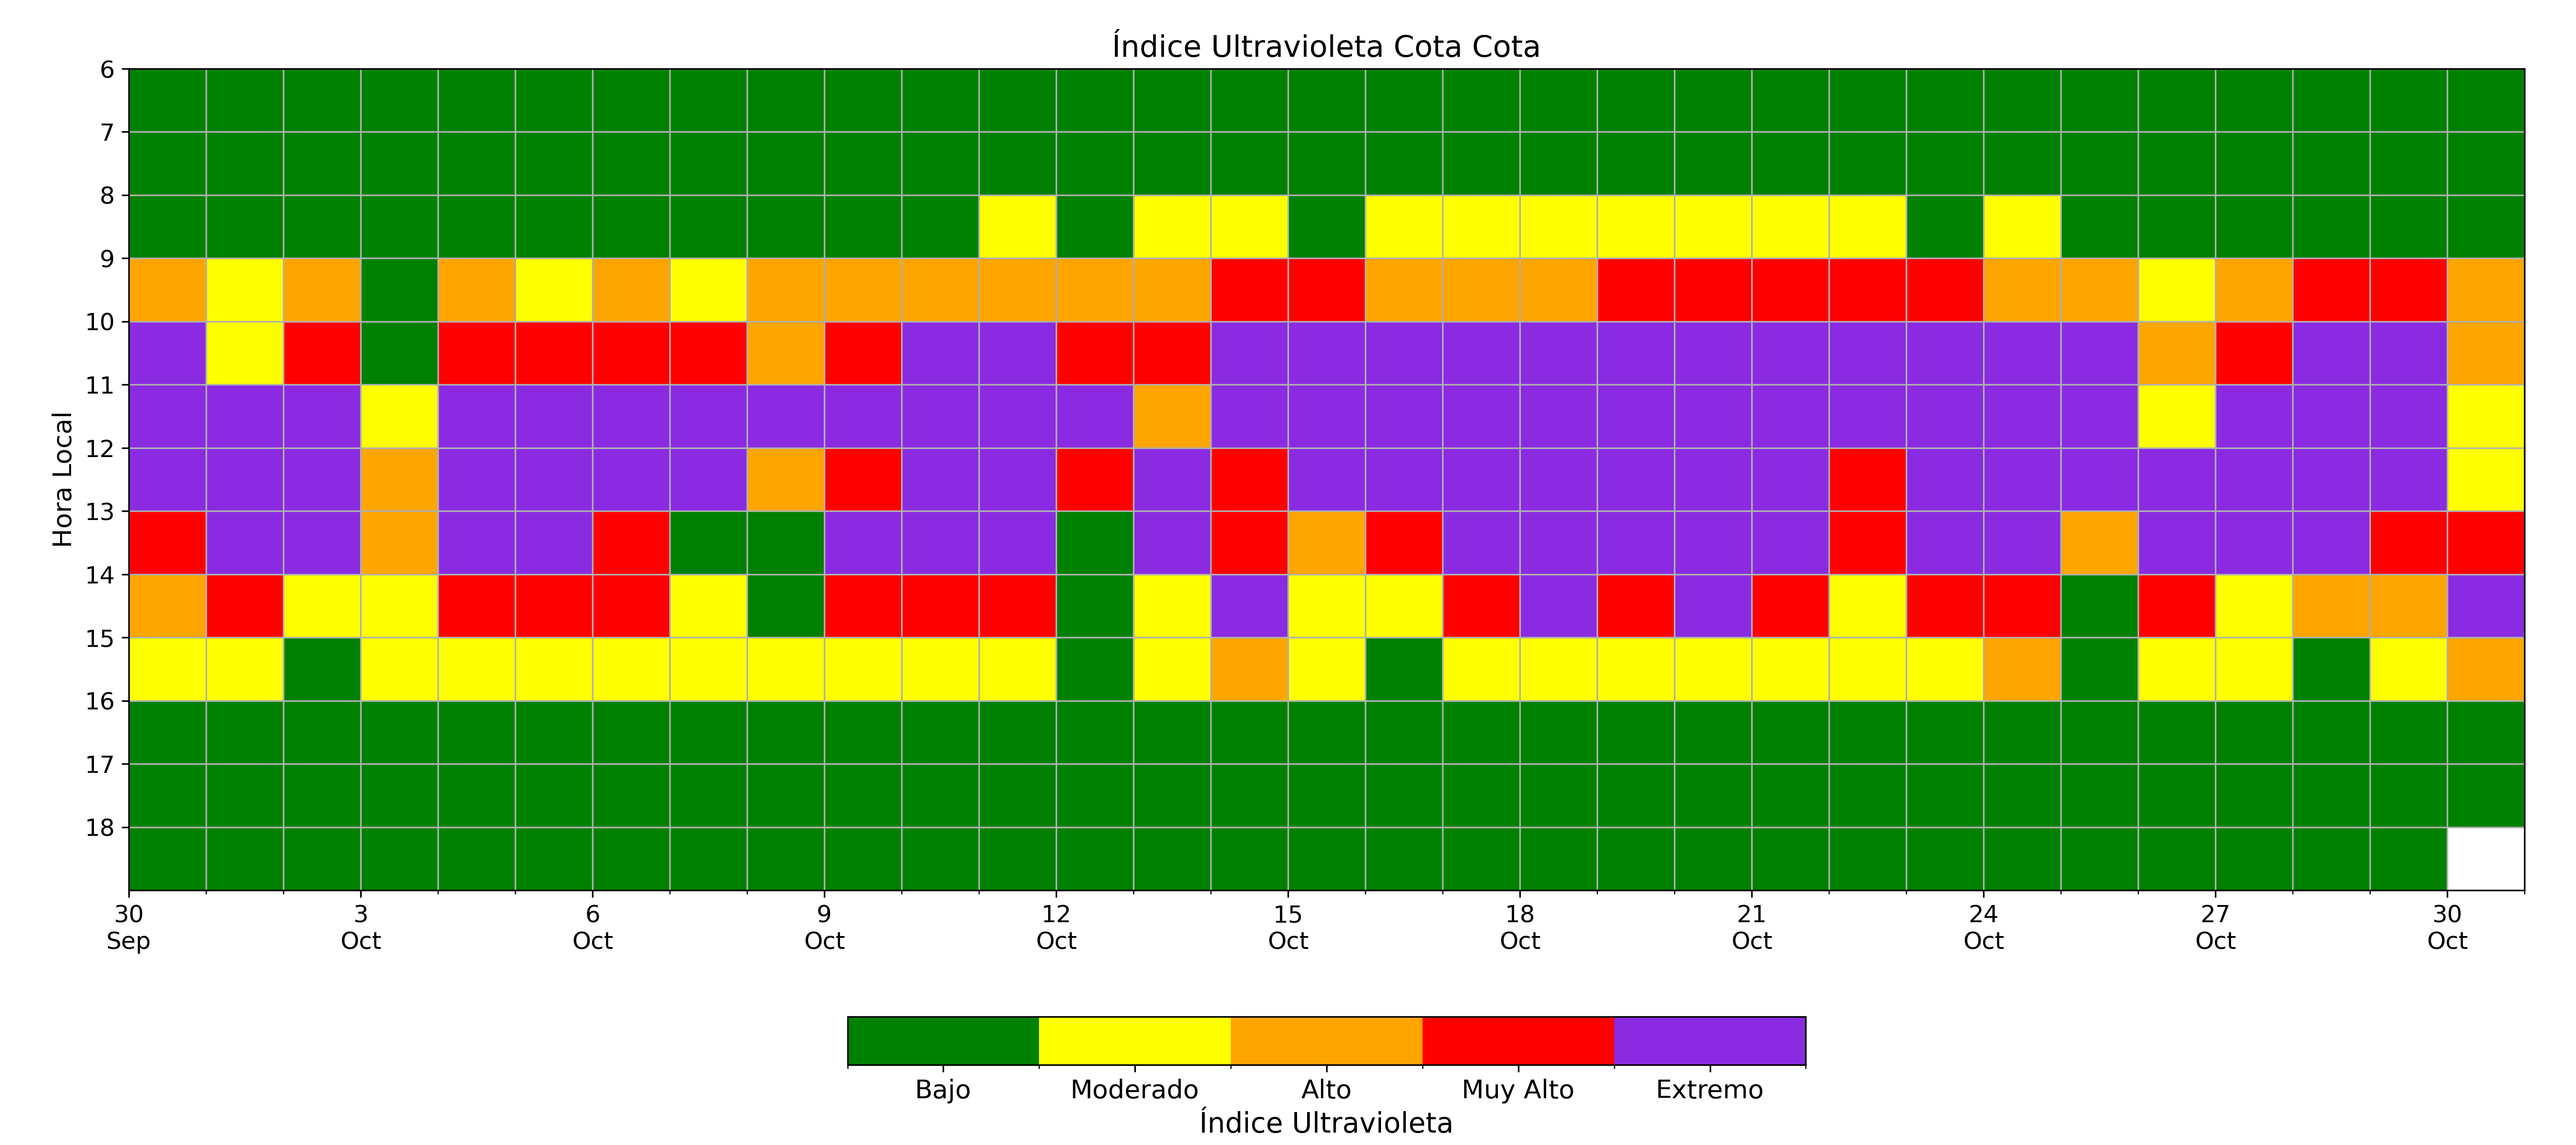 Índice Ultravioleta Cota Cota
Hora Local
6
7
8
9
10
11
12
13
14
15
16
17
18
30 3 6 9 12 15 18 21 24 27 30
Sep Oct Oct Oct Oct Oct Oct Oct Oct Oct Oct
Bajo Moderado Alto Muy Alto Extremo
Índice Ultravioleta